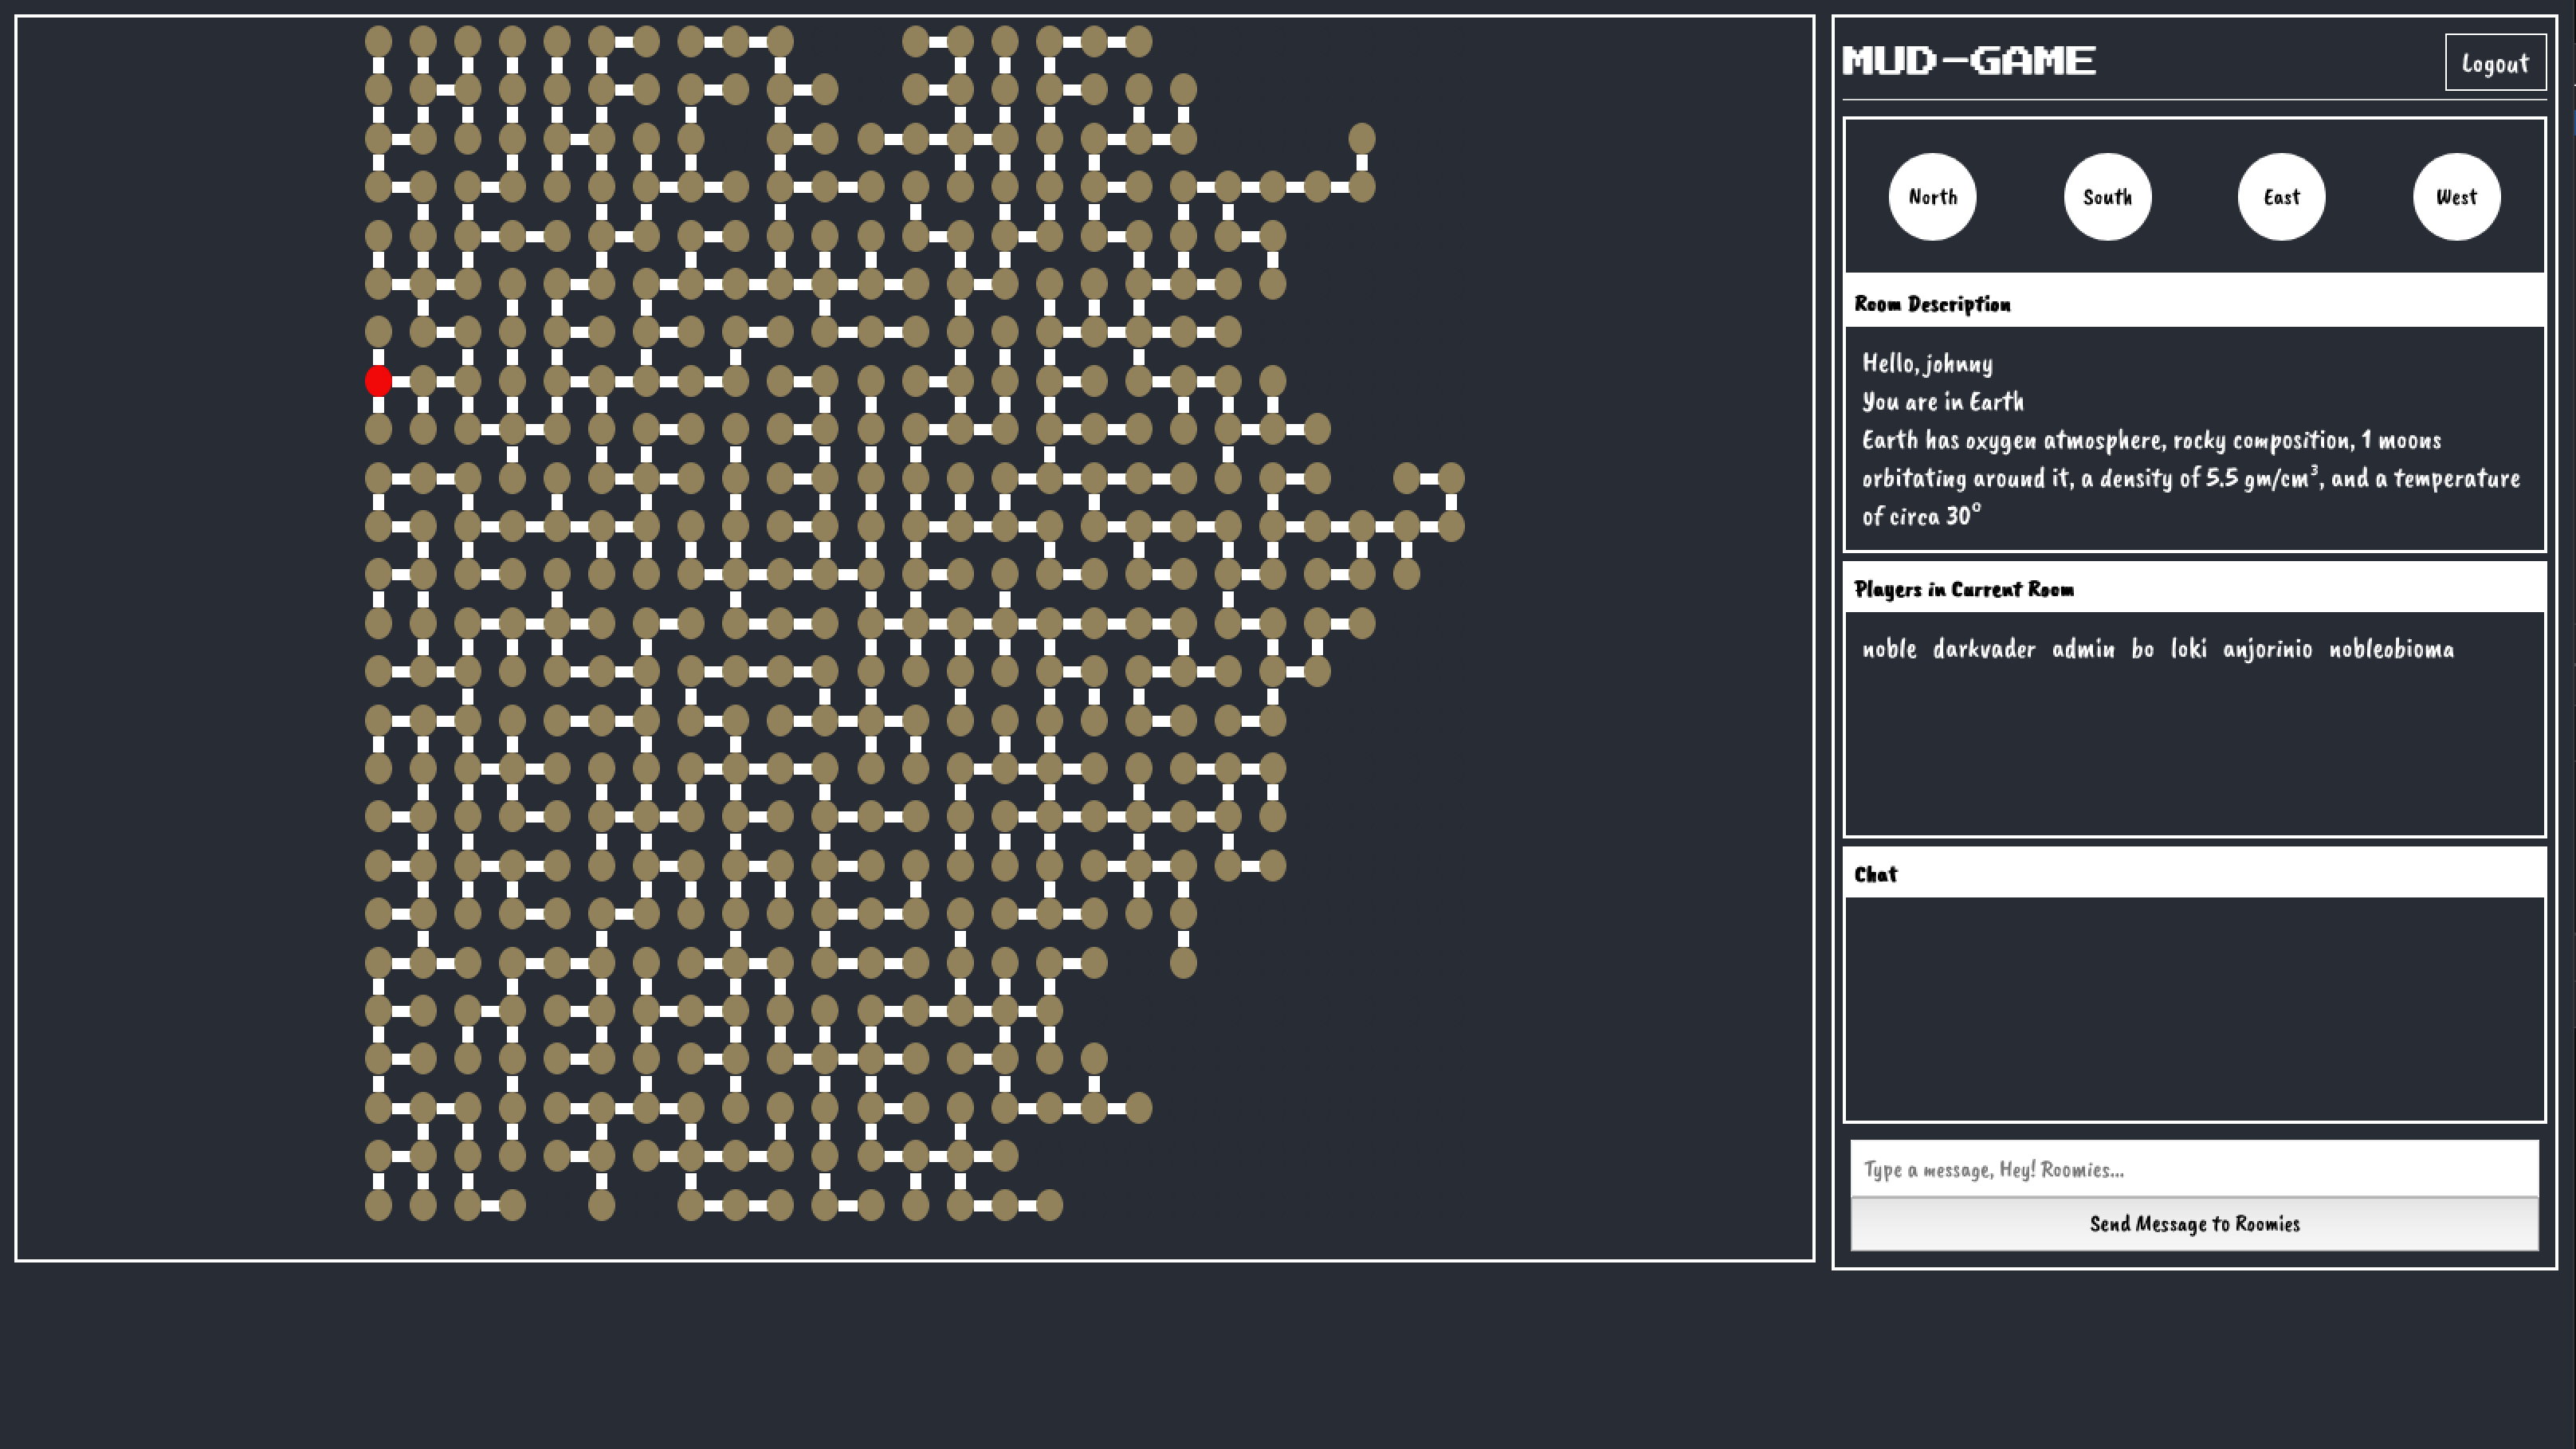 MUD-GAME
Logout
North
South
East
West
Room Description
Hello, johnny
You are in Earth
Earth has oxygen atmosphere, rocky composition, 1 moons
orbitating around it, a density of 5.5 gm/cm³, and a temperature
of circa 30°
Players in Current Room
noble darkvader admin bo loki anjorinio nobleobioma
Chat
Type a message, Hey! Roomies...
Send Message to Roomies